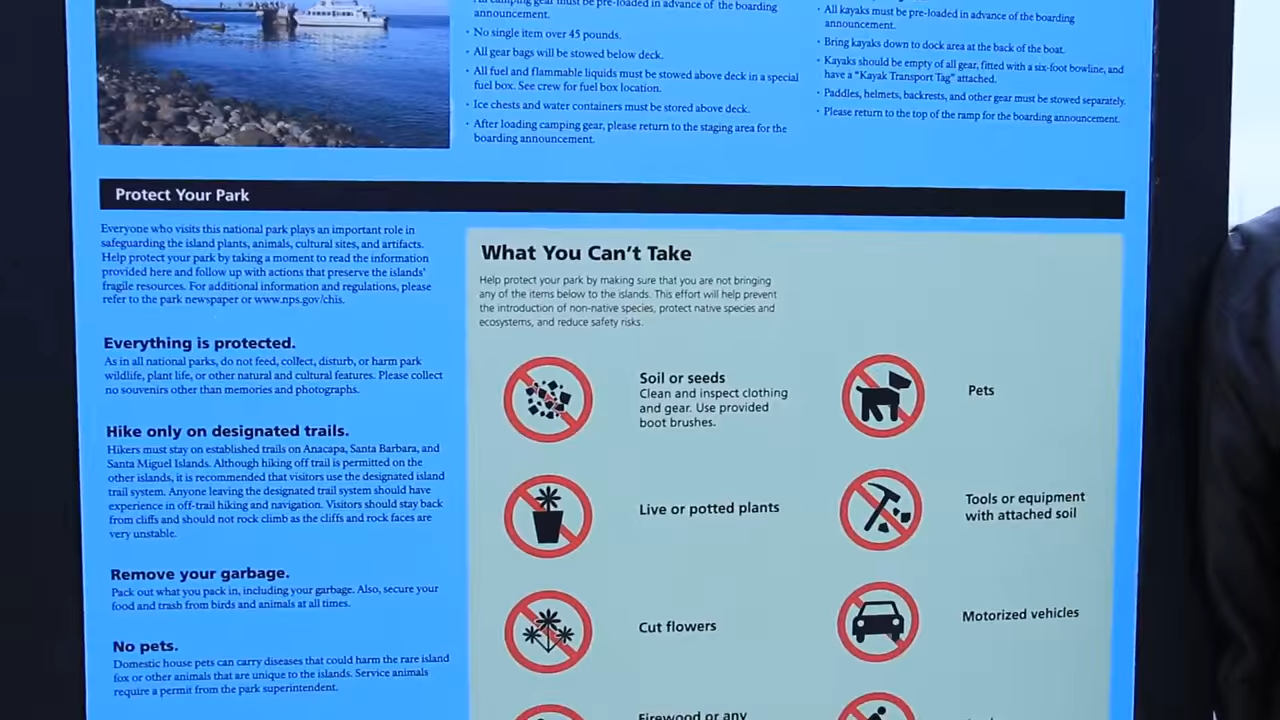 All camping gear must be pre-loaded in advance of the boarding
announcement.
· No single item over 45 pounds.
· All gear bags will be stowed below deck.
· All fuel and flammable liquids must be stowed above deck in a special
fuel box. See crew for fuel box location.
· Ice chests and water containers must be stored above deck.
· After loading camping gear, please return to the staging area for the
boarding announcement.
· All kayaks must be pre-loaded in advance of the boarding
announcement.
· Bring kayaks down to dock area at the back of the boat.
· Kayaks should be empty of all gear, fitted with a six-foot bowline, and
have a “Kayak Transport Tag” attached.
· Paddles, helmets, backrests, and other gear must be stowed separately.
· Please return to the top of the ramp for the boarding announcement.
Protect Your Park
Everyone who visits this national park plays an important role in
safeguarding the island plants, animals, cultural sites, and artifacts.
Help protect your park by taking a moment to read the information
provided here and follow up with actions that preserve the islands'
fragile resources. For additional information and regulations, please
refer to the park newspaper or www.nps.gov/chis.
Everything is protected.
As in all national parks, do not feed, collect, disturb, or harm park
wildlife, plant life, or other natural and cultural features. Please collect
no souvenirs other than memories and photographs.
Hike only on designated trails.
Hikers must stay on established trails on Anacapa, Santa Barbara, and
Santa Miguel Islands. Although hiking off trail is permitted on the
other islands, it is recommended that visitors use the designated island
trail system. Anyone leaving the designated trail system should have
experience in off-trail hiking and navigation. Visitors should stay back
from cliffs and should not rock climb as the cliffs and rock faces are
very unstable.
Remove your garbage.
Pack out what you pack in, including your garbage. Also, secure your
food and trash from birds and animals at all times.
No pets.
Domestic house pets can carry diseases that could harm the rare island
fox or other animals that are unique to the islands. Service animals
require a permit from the park superintendent.
What You Can't Take
Help protect your park by making sure that you are not bringing
any of the items below to the islands. This effort will help prevent
the introduction of non-native species, protect native species and
ecosystems, and reduce safety risks.
Soil or seeds
Clean and inspect clothing
and gear. Use provided
boot brushes.
Pets
Live or potted plants
Tools or equipment
with attached soil
Cut flowers
Motorized vehicles
Firewood or any